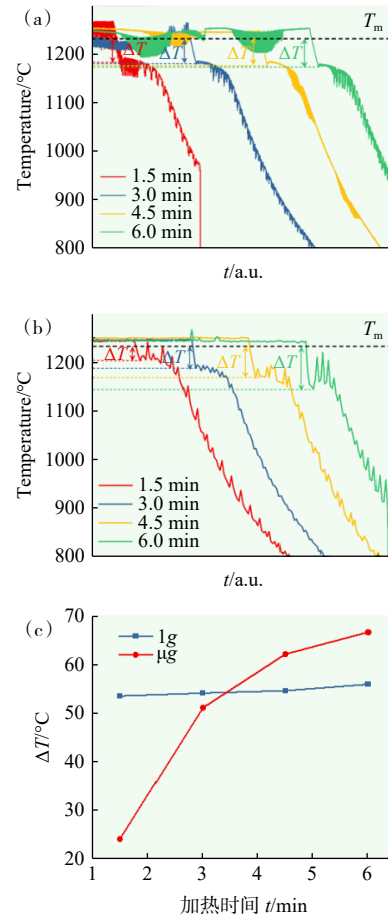 (a)
Temperature/℃
1200
1100
1000
900
800
Tm
ΔT
ΔT
ΔT
ΔT
1.5 min
3.0 min
4.5 min
6.0 min
t/a.u.
(b)
Temperature/℃
1200
1100
1000
900
800
Tm
ΔT
ΔT
ΔT
ΔT
1.5 min
3.0 min
4.5 min
6.0 min
t/a.u.
(c)
ΔT/℃
70
60
50
40
30
20
1g
μg
1 2 3 4 5 6
加热时间 t/min